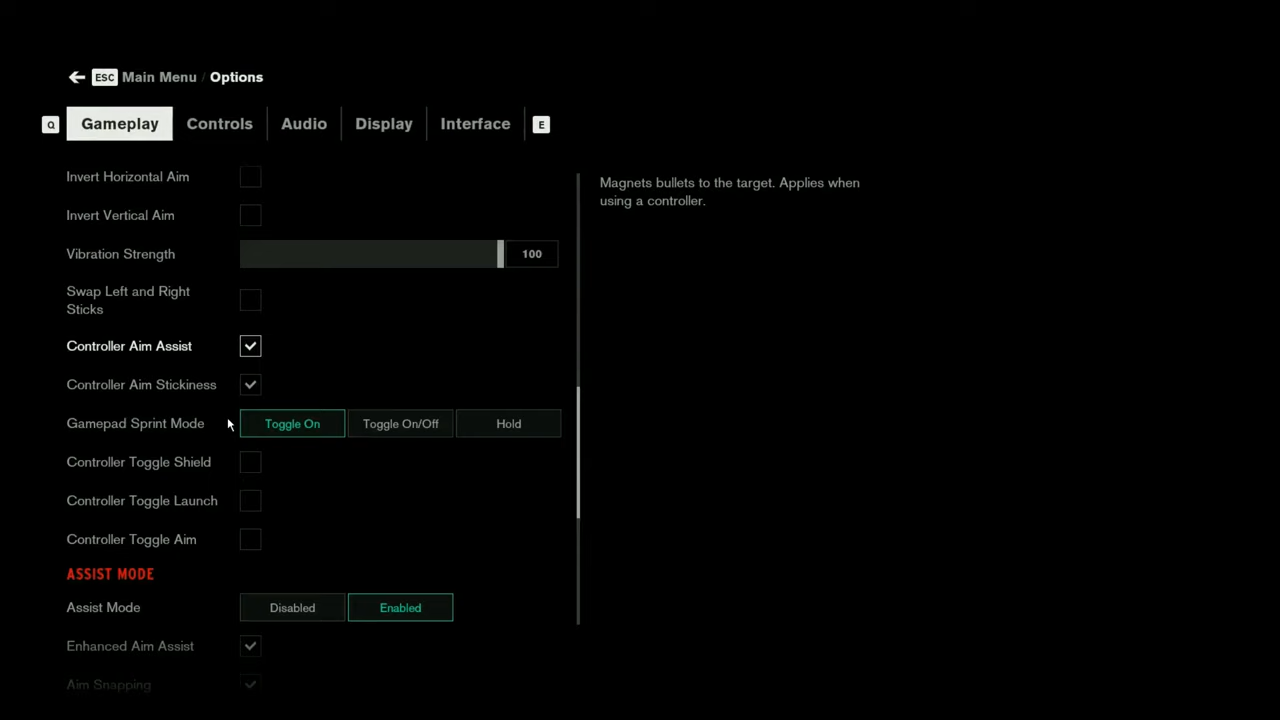 ESC Main Menu / Options
Q Gameplay Controls Audio Display Interface E
Invert Horizontal Aim
Magnets bullets to the target. Applies when
using a controller.
Invert Vertical Aim
Vibration Strength 100
Swap Left and Right
Sticks
Controller Aim Assist
Controller Aim Stickiness
Gamepad Sprint Mode Toggle On Toggle On/Off Hold
Controller Toggle Shield
Controller Toggle Launch
Controller Toggle Aim
ASSIST MODE
Assist Mode Disabled Enabled
Enhanced Aim Assist
Aim Snapping